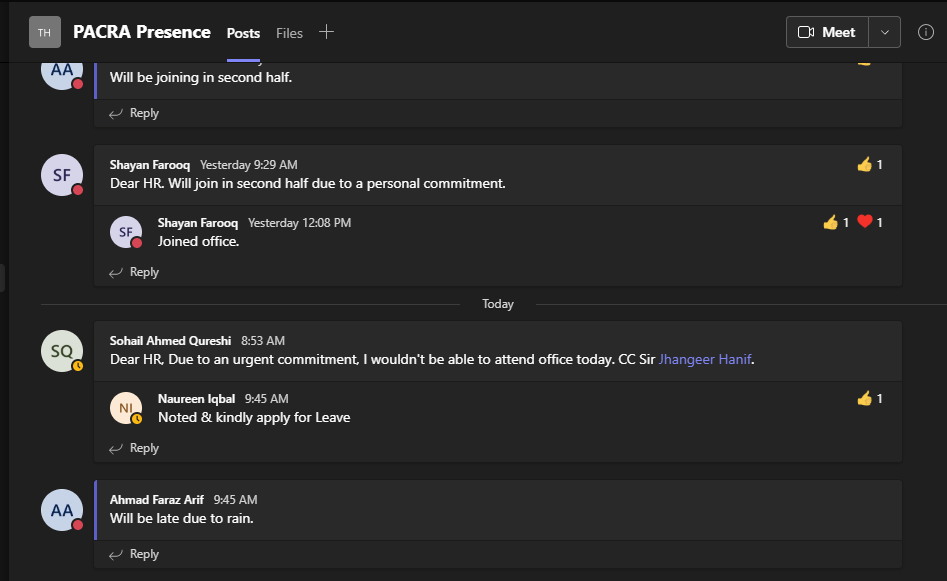 TH PACRA Presence Posts Files Meet
AA
Will be joining in second half.
Reply
SF
Shayan Farooq Yesterday 9:29 AM 1
Dear HR. Will join in second half due to a personal commitment.
SF
Shayan Farooq Yesterday 12:08 PM 1 1
Joined office.
Reply
Today
SQ
Sohail Ahmed Qureshi 8:53 AM
Dear HR, Due to an urgent commitment, I wouldn't be able to attend office today. CC Sir Jhangeer Hanif.
NI
Naureen Iqbal 9:45 AM 1
Noted & kindly apply for Leave
Reply
AA
Ahmad Faraz Arif 9:45 AM
Will be late due to rain.
Reply